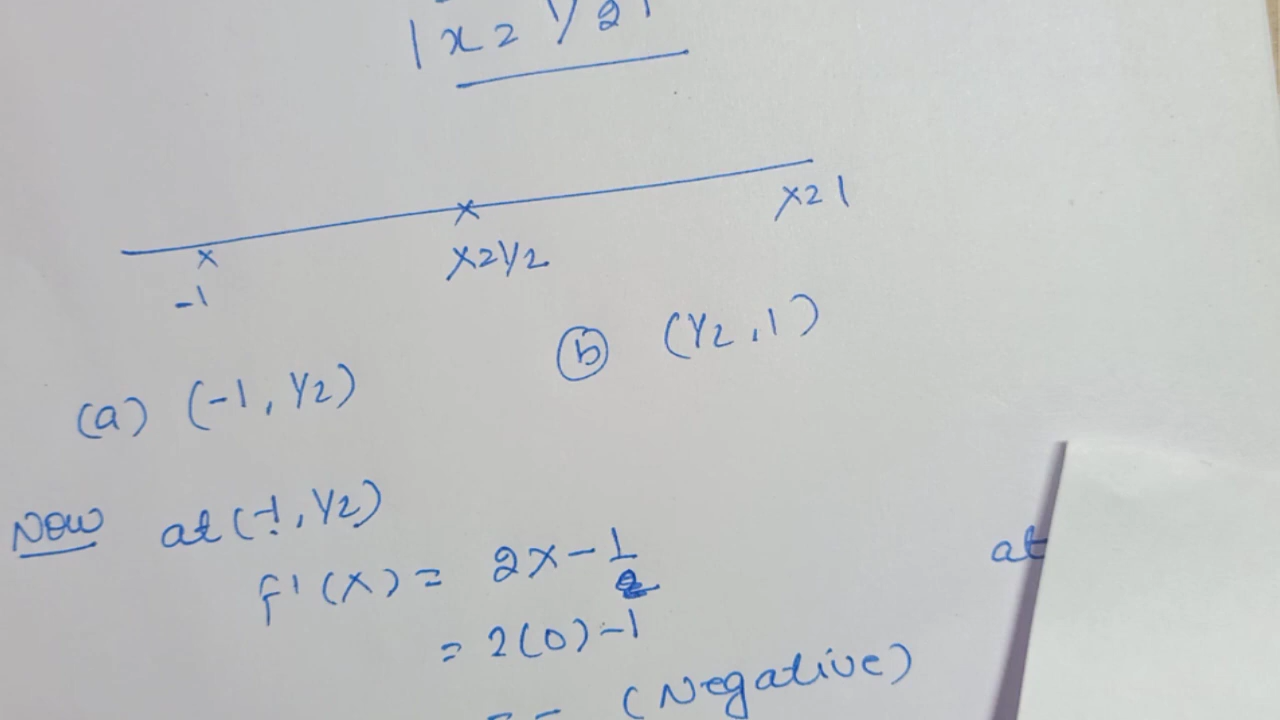 |x = 1/2|
-1 x=1/2 x=1
(a) (-1, 1/2) (b) (1/2, 1)
Now at (-1, 1/2)
f'(x) = 2x - 1
at
= 2(0) - 1
= - (Negative)